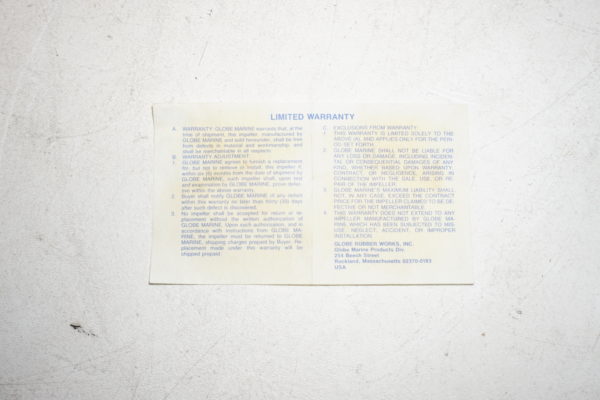 LIMITED WARRANTY
A. WARRANTY. GLOBE MARINE warrants that, at the
time of shipment, this impeller, manufactured by
GLOBE MARINE and sold hereunder, shall be free
from defects in material and workmanship, and
shall be merchantable in all respects.
B. WARRANTY ADJUSTMENT.
1. GLOBE MARINE agrees to furnish a replacement
for, but not to remove or install, this impeller if,
within six (6) months from the date of shipment by
GLOBE MARINE, such impeller shall, upon test
and examination by GLOBE MARINE, prove defec-
tive within the above warranty.
2. Buyer shall notify GLOBE MARINE of any defect
within this warranty no later than thirty (30) days
after such defect is discovered.
3. No impeller shall be accepted for return or re-
placement without the written authorization of
GLOBE MARINE. Upon such authorization, and in
accordance with instructions from GLOBE MA-
RINE, the impeller must be returned to GLOBE
MARINE, shipping charges prepaid by Buyer. Re-
placement made under this warranty will be
shipped prepaid.
C. EXCLUSIONS FROM WARRANTY.
1. THIS WARRANTY IS LIMITED SOLELY TO THE
ABOVE (A), AND APPLIES ONLY FOR THE PERI-
OD SET FORTH.
2. GLOBE MARINE SHALL NOT BE LIABLE FOR
ANY LOSS OR DAMAGE, INCLUDING INCIDEN-
TAL OR CONSEQUENTIAL DAMAGES OF ANY
KIND, WHETHER BASED UPON WARRANTY,
CONTRACT, OR NEGLIGENCE, ARISING IN
CONNECTION WITH THE SALE, USE, OR RE-
PAIR OF THE IMPELLER.
3. GLOBE MARINE'S MAXIMUM LIABILITY SHALL
NOT, IN ANY CASE, EXCEED THE CONTRACT
PRICE FOR THE IMPELLER CLAIMED TO BE DE-
FECTIVE OR NOT MERCHANTABLE.
4. THIS WARRANTY DOES NOT EXTEND TO ANY
IMPELLER MANUFACTURED BY GLOBE MA-
RINE, WHICH HAS BEEN SUBJECTED TO MIS-
USE, NEGLECT, ACCIDENT, OR IMPROPER
INSTALLATION.
GLOBE RUBBER WORKS, INC.
Globe Marine Products Div.
254 Beech Street
Rockland, Massachusetts 02370-0193
USA